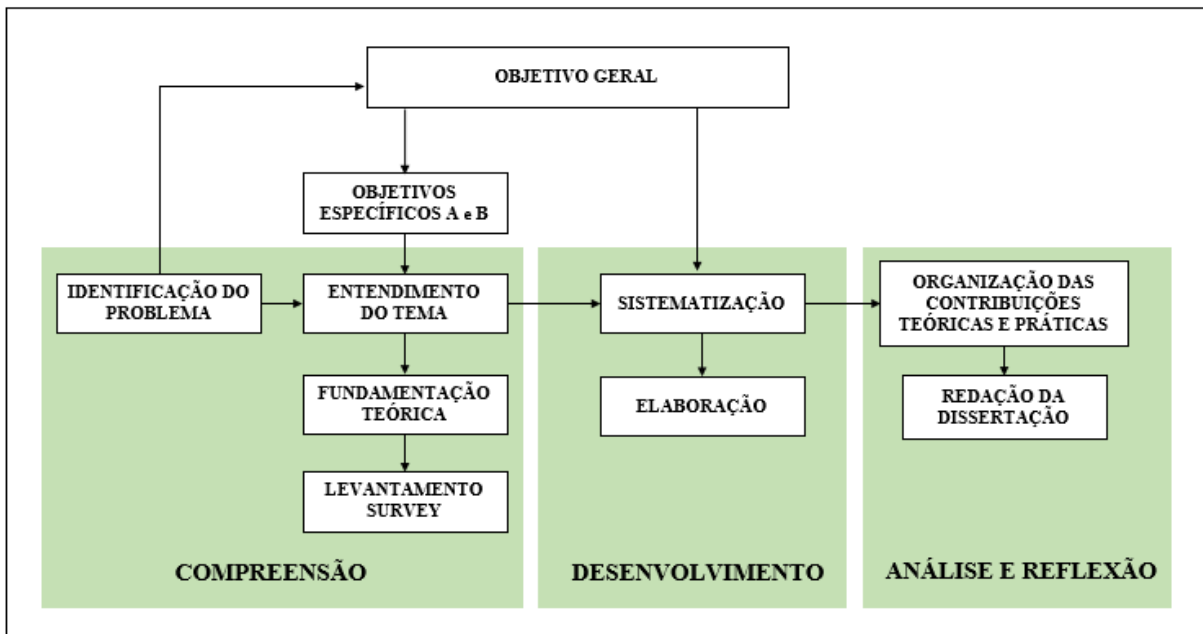 OBJETIVO GERAL
OBJETIVOS
ESPECÍFICOS A e B
IDENTIFICAÇÃO DO
PROBLEMA
ENTENDIMENTO
DO TEMA
SISTEMATIZAÇÃO
ORGANIZAÇÃO DAS
CONTRIBUIÇÕES
TEÓRICAS E PRÁTICAS
FUNDAMENTAÇÃO
TEÓRICA
ELABORAÇÃO
REDAÇÃO DA
DISSERTAÇÃO
LEVANTAMENTO
SURVEY
COMPREENSÃO
DESENVOLVIMENTO
ANÁLISE E REFLEXÃO